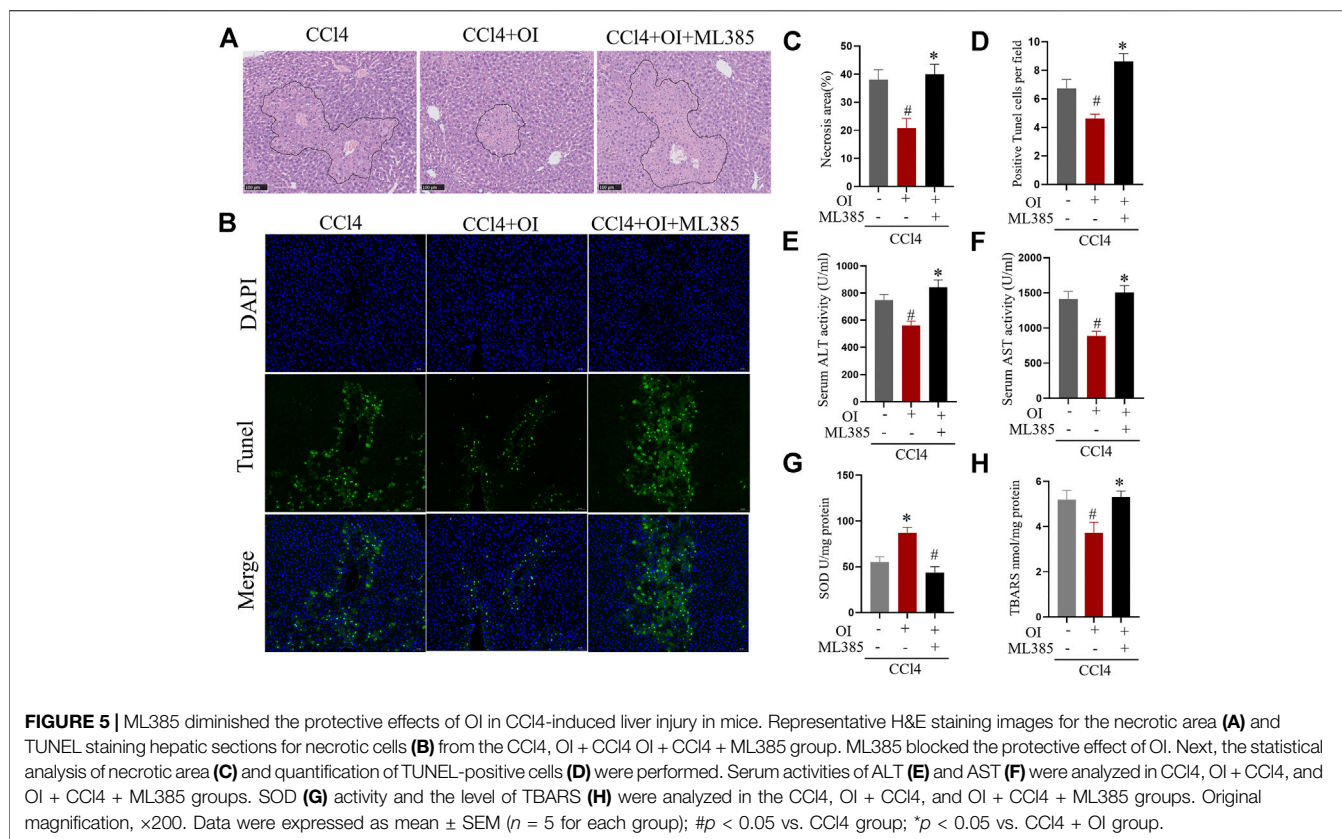 A
CCl4
CCl4+OI
CCl4+OI+ML385
100 μm
100 μm
100 μm
B
CCl4
CCl4+OI
CCl4+OI+ML385
DAPI
Tunel
Merge
C
Necrosis area(%)
50
40
30
20
10
0
#
*
OI - + +
ML385 - - +
CCl4
D
Positive Tunel cells per field
10
8
6
4
2
0
#
*
OI - + +
ML385 - - +
CCl4
E
Serum ALT activity (U/ml)
1000
800
600
400
200
0
#
*
OI - + +
ML385 - - +
CCl4
F
Serum AST activity (U/ml)
2000
1500
1000
500
0
#
*
OI - + +
ML385 - - +
CCl4
G
SOD U/mg protein
150
100
50
0
*
#
OI - + +
ML385 - - +
CCl4
H
TBARS nmol/mg protein
6
4
2
0
#
*
OI - + +
ML385 - - +
CCl4
FIGURE 5 | ML385 diminished the protective effects of OI in CCl4-induced liver injury in mice. Representative H&E staining images for the necrotic area (A) and
TUNEL staining hepatic sections for necrotic cells (B) from the CCl4, OI + CCl4 OI + CCl4 + ML385 group. ML385 blocked the protective effect of OI. Next, the statistical
analysis of necrotic area (C) and quantification of TUNEL-positive cells (D) were performed. Serum activities of ALT (E) and AST (F) were analyzed in CCl4, OI + CCl4, and
OI + CCl4 + ML385 groups. SOD (G) activity and the level of TBARS (H) were analyzed in the CCl4, OI + CCl4, and OI + CCl4 + ML385 groups. Original
magnification, ×200. Data were expressed as mean ± SEM (n = 5 for each group); #p < 0.05 vs. CCl4 group; *p < 0.05 vs. CCl4 + OI group.